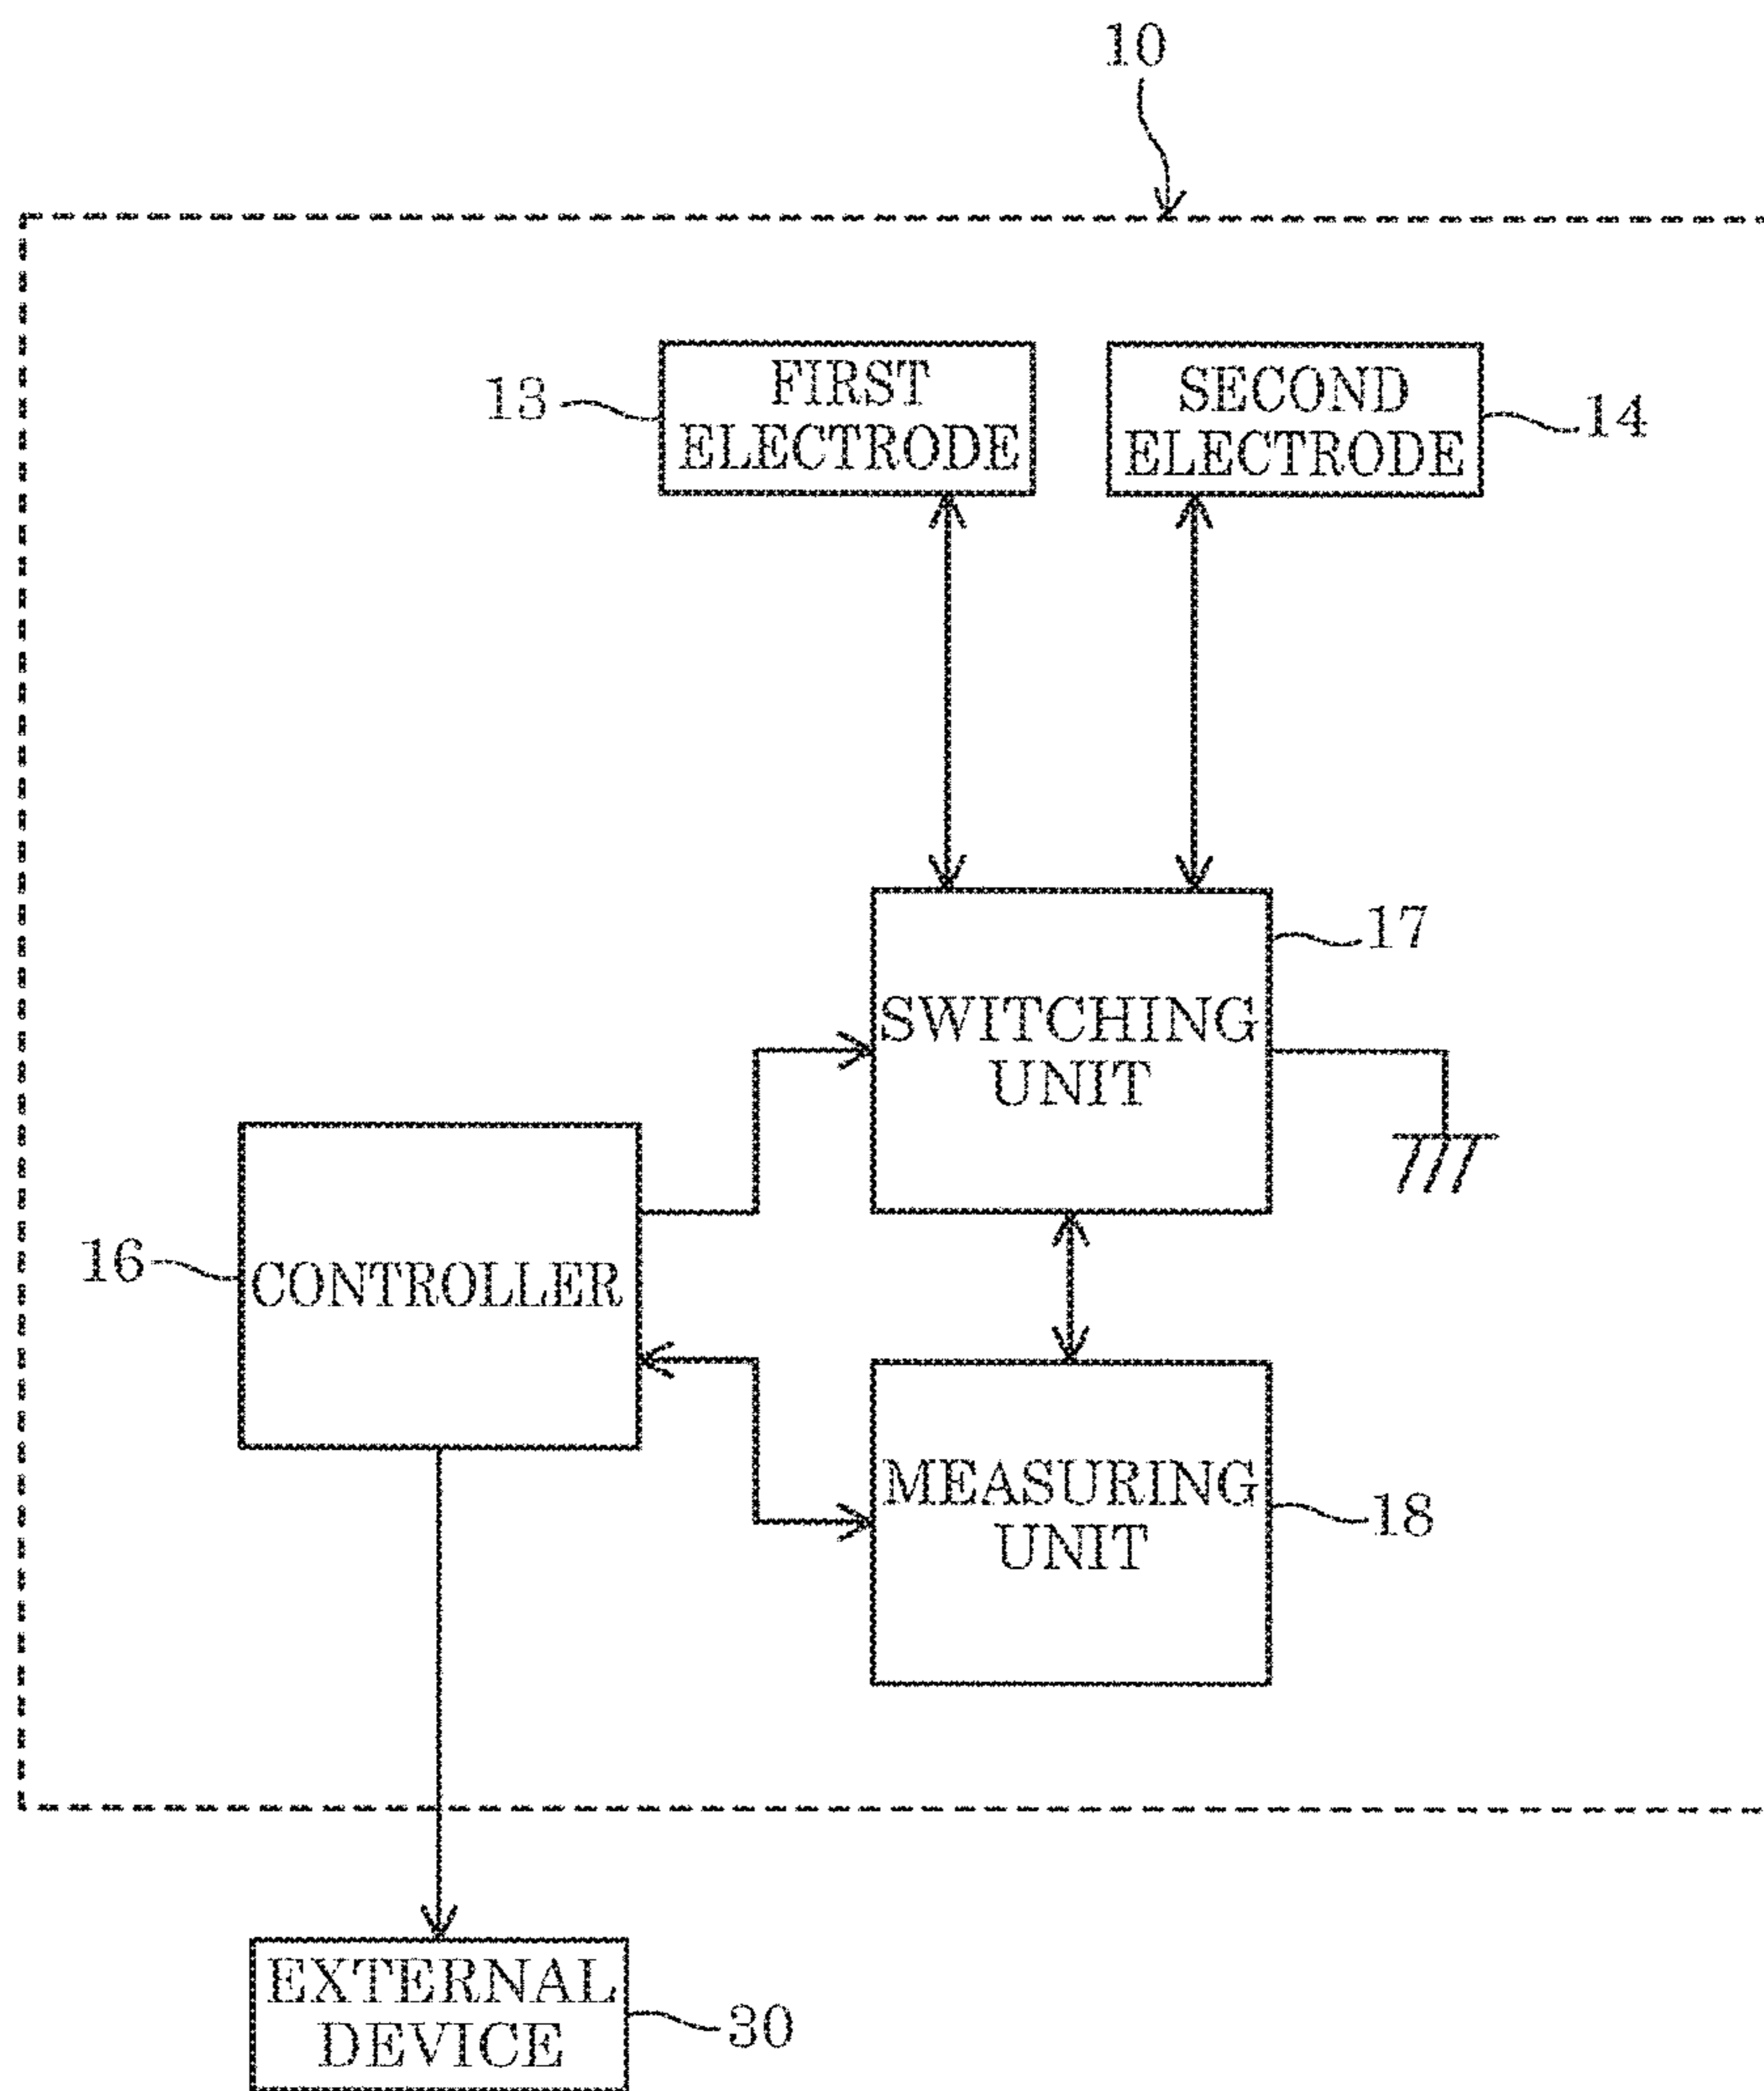 10
13
FIRST
ELECTRODE
SECOND
ELECTRODE
14
17
SWITCHING
UNIT
16
CONTROLLER
MEASURING
UNIT
18
EXTERNAL
DEVICE
30